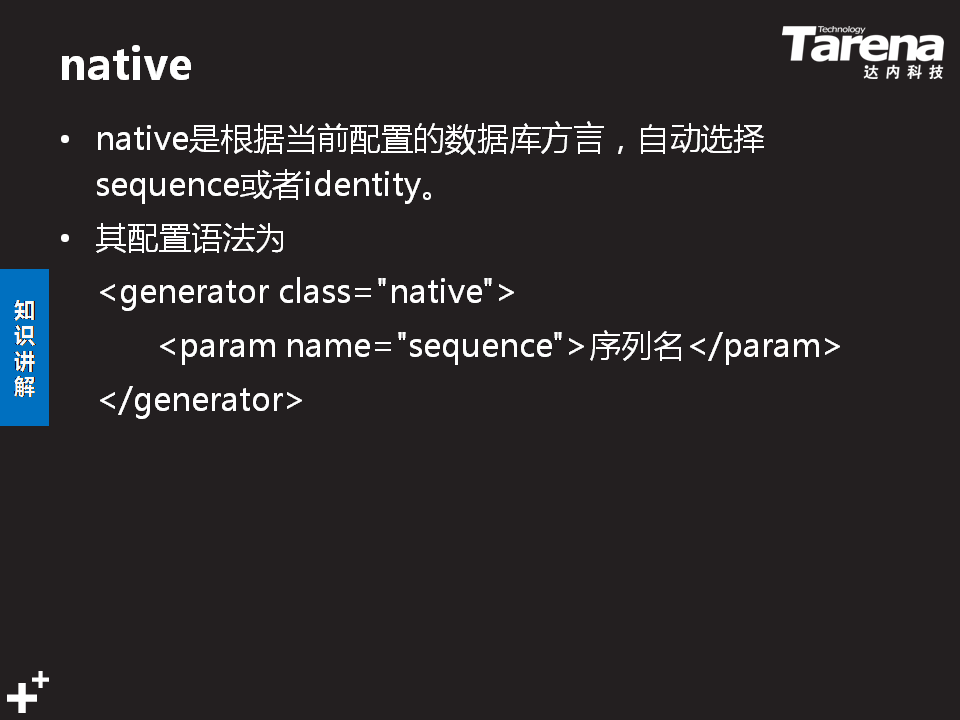 native
Technology
Tarena
达内科技
• native是根据当前配置的数据库方言，自动选择
sequence或者identity。
• 其配置语法为
<generator class="native">
<param name="sequence">序列名</param>
</generator>
知
识
讲
解